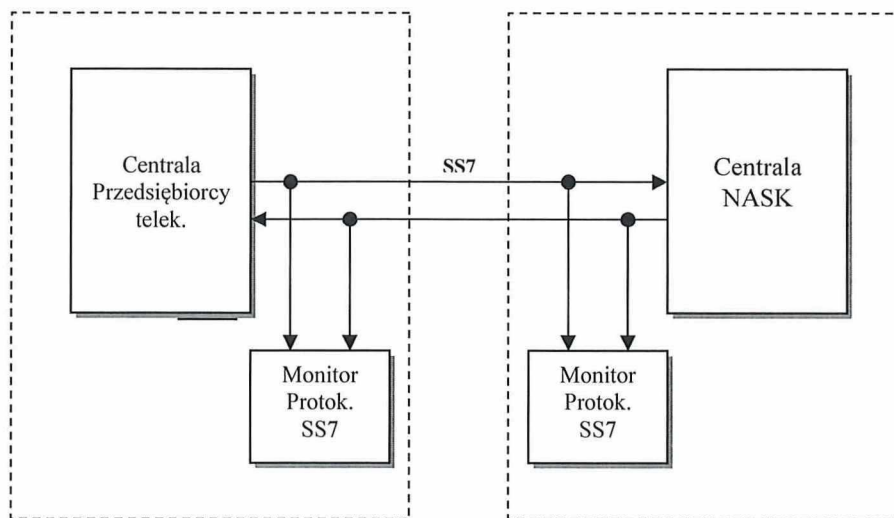 Centrala
Przedsiębiorcy
telek.
SS7
Centrala
NASK
Monitor
Protok.
SS7
Monitor
Protok.
SS7